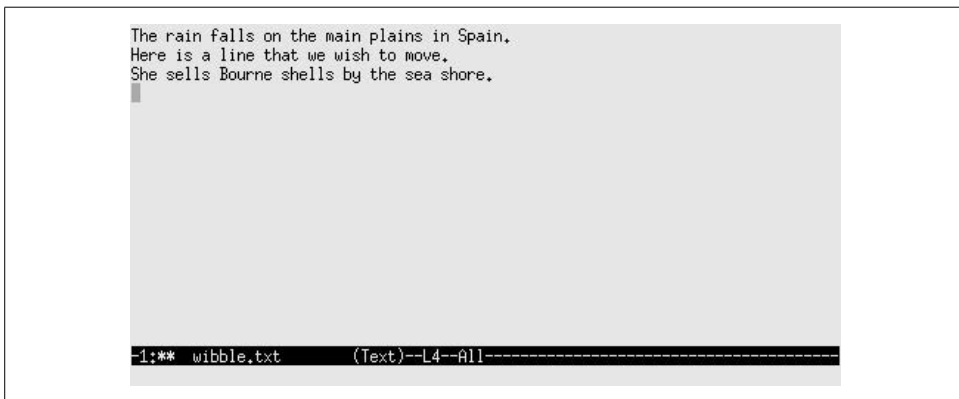 The rain falls on the main plains in Spain.
Here is a line that we wish to move.
She sells Bourne shells by the sea shore.
-1:** wibble.txt (Text)--L4--All----------------------------------------